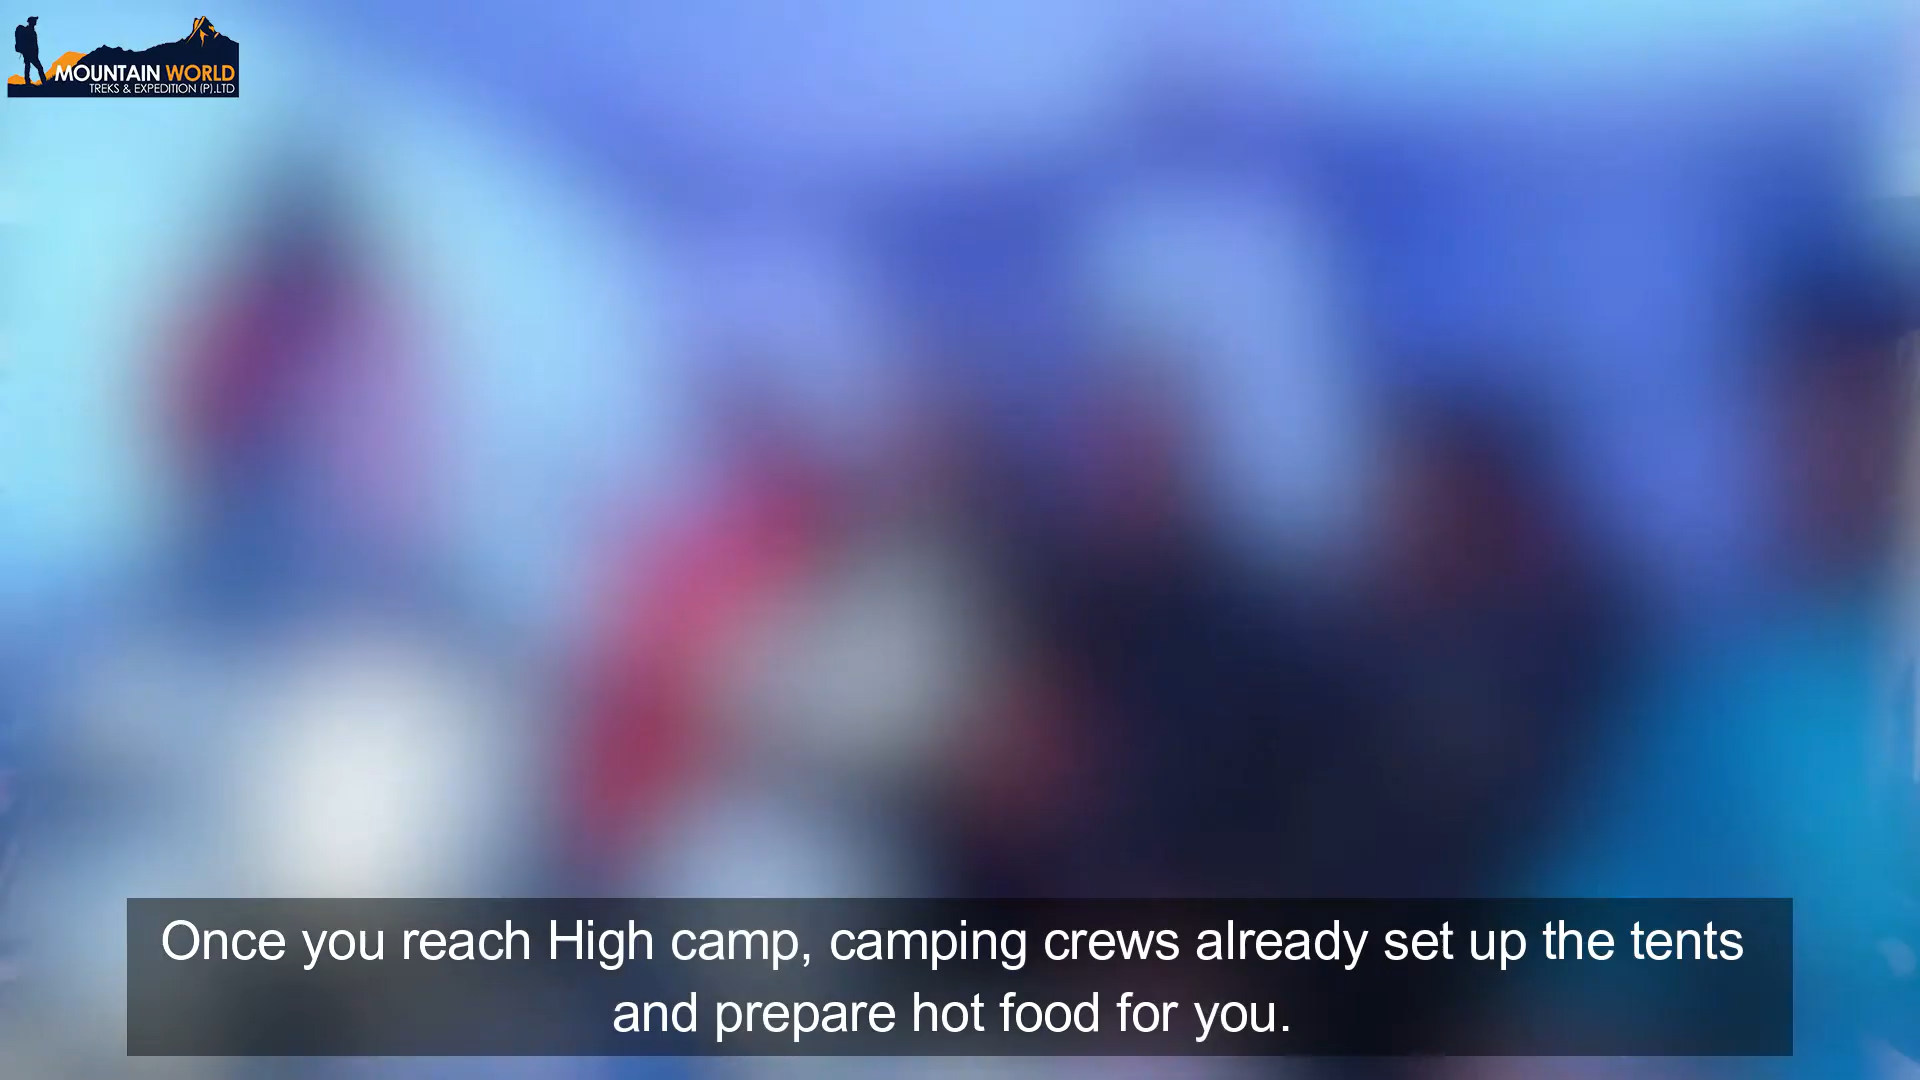 MOUNTAIN WORLD
TREKS & EXPEDITION (P).LTD
Once you reach High camp, camping crews already set up the tents
and prepare hot food for you.